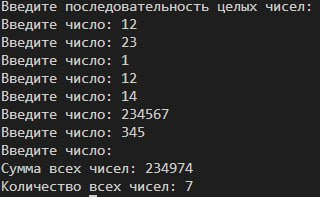 Введите последовательность целых чисел:
Введите число: 12
Введите число: 23
Введите число: 1
Введите число: 12
Введите число: 14
Введите число: 234567
Введите число: 345
Введите число:
Сумма всех чисел: 234974
Количество всех чисел: 7